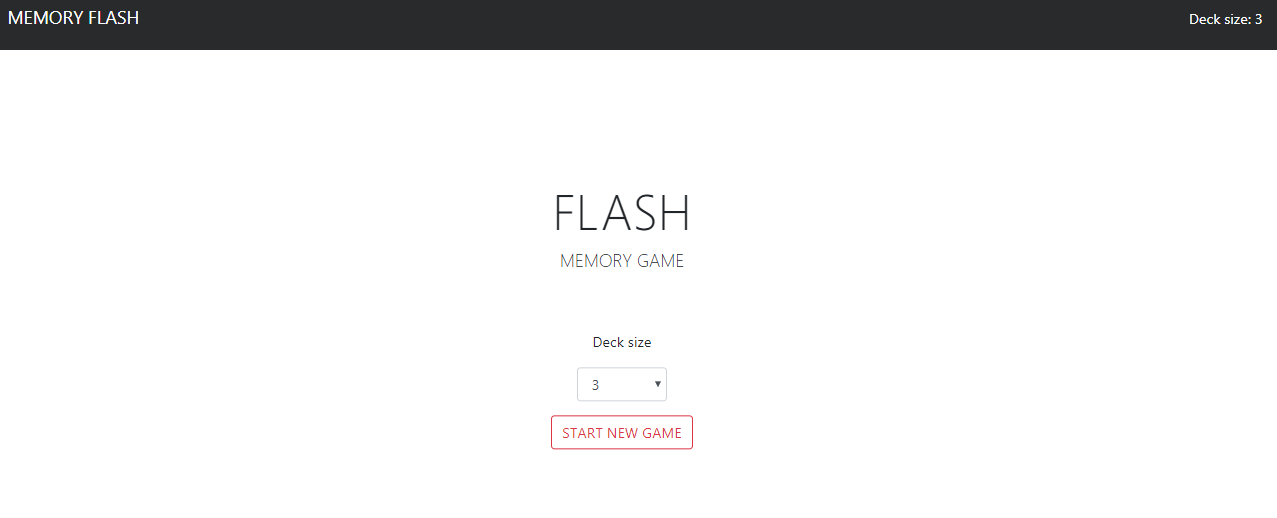 MEMORY FLASH
Deck size: 3
FLASH
MEMORY GAME
Deck size
3
START NEW GAME